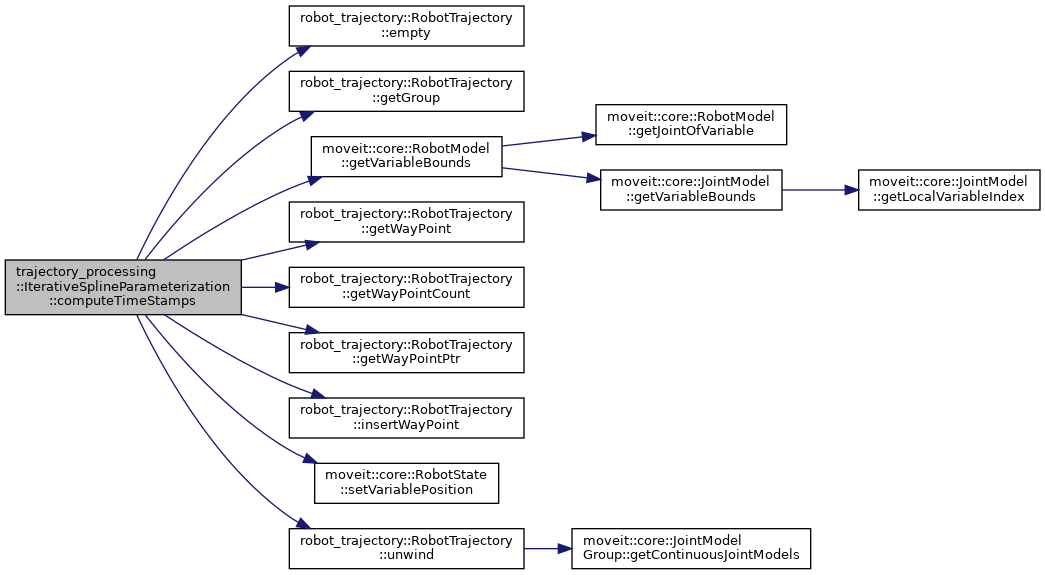 robot_trajectory::RobotTrajectory
::empty
robot_trajectory::RobotTrajectory
::getGroup
moveit::core::RobotModel
::getVariableBounds
moveit::core::RobotModel
::getJointOfVariable
moveit::core::JointModel
::getVariableBounds
moveit::core::JointModel
::getLocalVariableIndex
robot_trajectory::RobotTrajectory
::getWayPoint
trajectory_processing
::IterativeSplineParameterization
::computeTimeStamps
robot_trajectory::RobotTrajectory
::getWayPointCount
robot_trajectory::RobotTrajectory
::getWayPointPtr
robot_trajectory::RobotTrajectory
::insertWayPoint
moveit::core::RobotState
::setVariablePosition
robot_trajectory::RobotTrajectory
::unwind
moveit::core::JointModel
Group::getContinuousJointModels